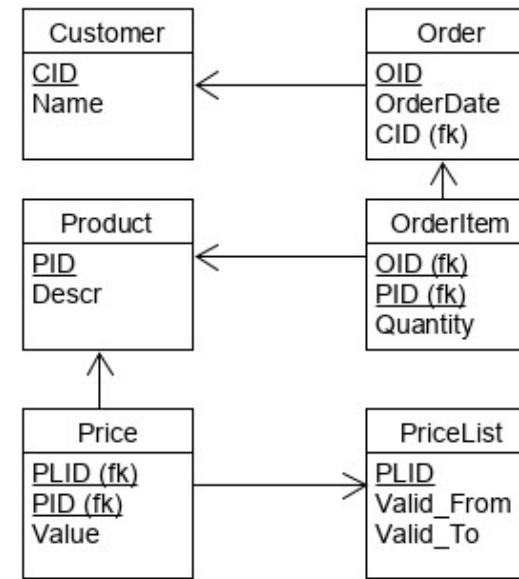 Customer
CID
Name
Order
OID
OrderDate
CID (fk)
Product
PID
Descr
OrderItem
OID (fk)
PID (fk)
Quantity
Price
PLID (fk)
PID (fk)
Value
PriceList
PLID
Valid_From
Valid_To